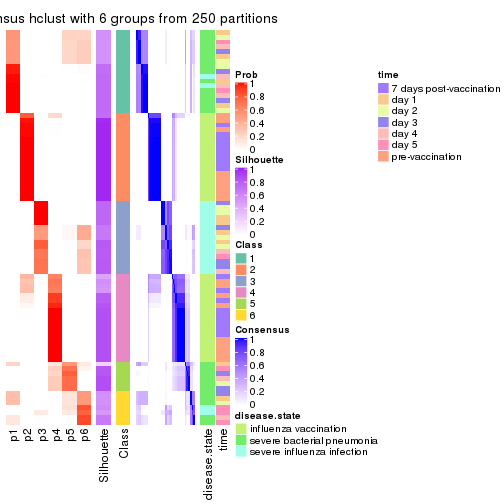 sus hclust with 6 groups from 250 partitions
Prob
1
0.8
0.6
0.4
0.2
0
Silhouette
1
0.8
0.6
0.4
0.2
0
Class
1
2
3
4
5
6
Consensus
1
0.8
0.6
0.4
0.2
0
disease.state
influenza vaccination
severe bacterial pneumonia
severe influenza infection
time
7 days post-vaccination
day 1
day 2
day 3
day 4
day 5
pre-vaccination
p1
p2
p3
p4
p5
p6
Silhouette
Class
disease.state
time